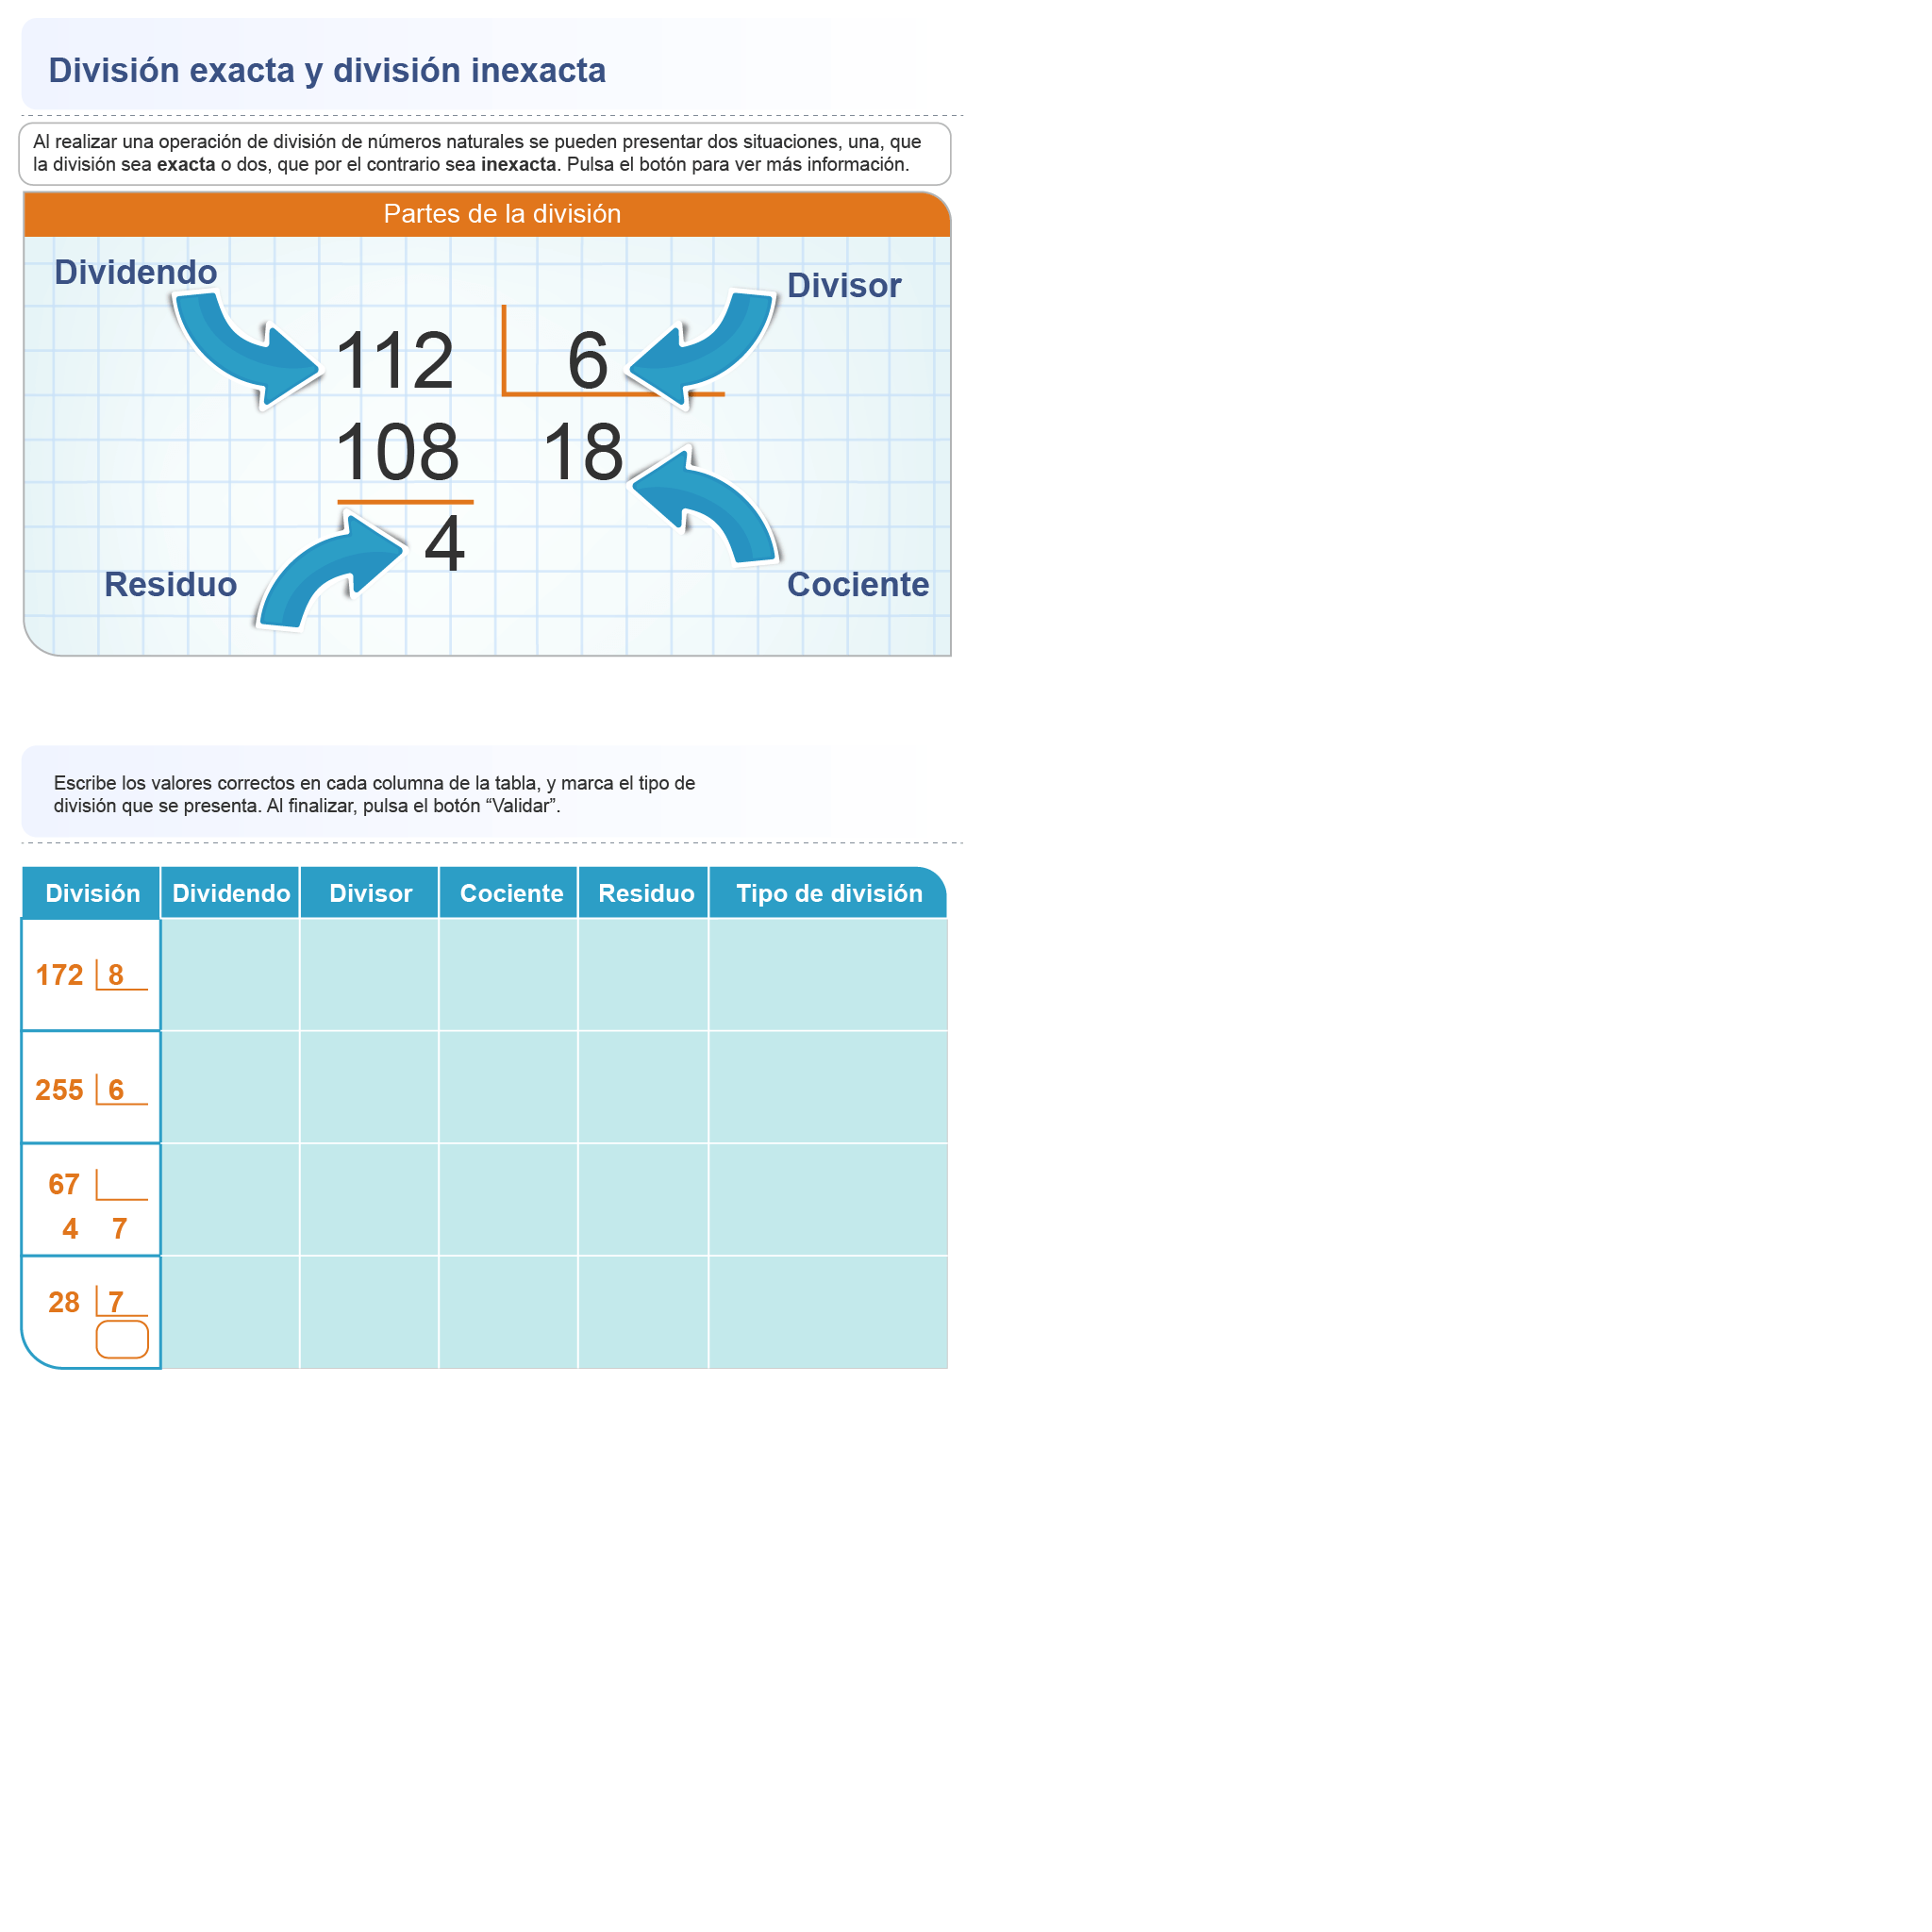 División exacta y división inexacta
Al realizar una operación de división de números naturales se pueden presentar dos situaciones, una, que
la división sea exacta o dos, que por el contrario sea inexacta. Pulsa el botón para ver más información.
Partes de la división
Dividendo
Divisor
112 6
108 18
4
Residuo
Cociente
Escribe los valores correctos en cada columna de la tabla, y marca el tipo de
división que se presenta. Al finalizar, pulsa el botón “Validar”.
División Dividendo Divisor Cociente Residuo Tipo de división
172 8
255 6
67
4 7
28 7